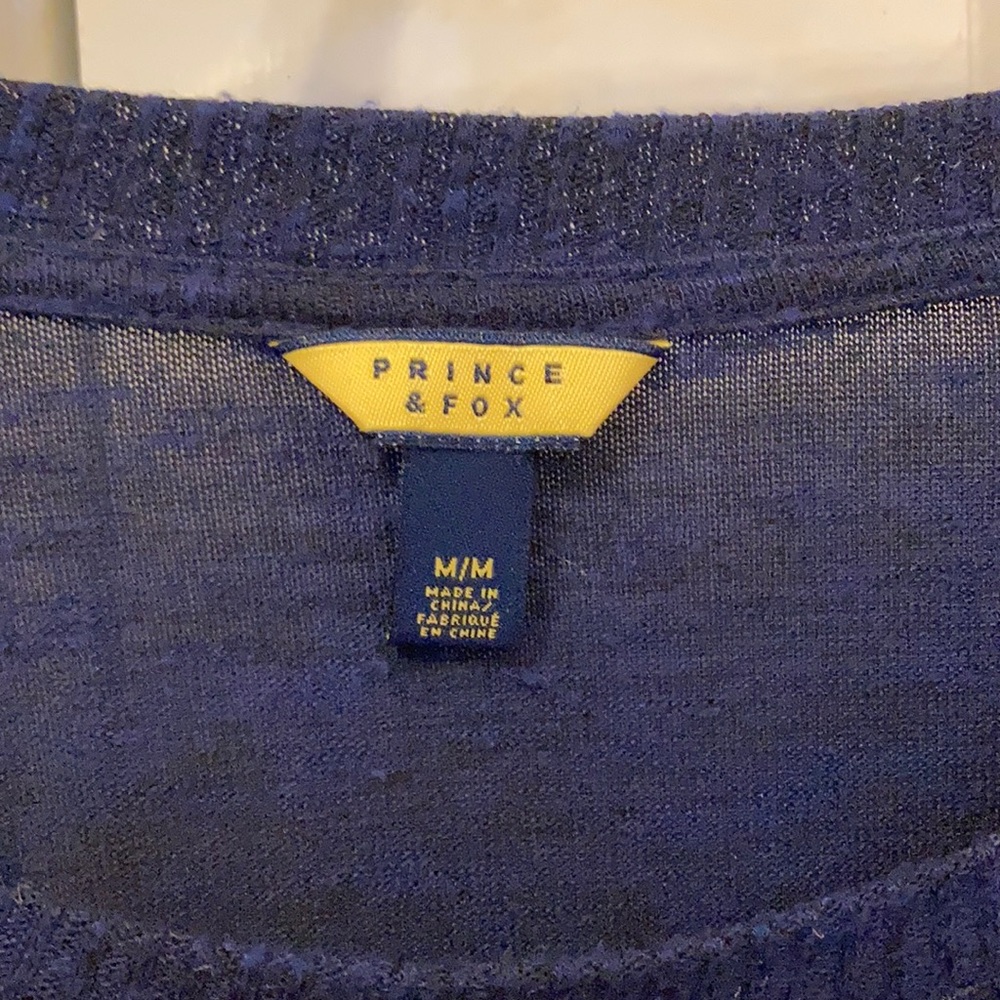 PRINCE
& FOX
M/M
MADE IN
CHINA/
FABRIQUÉ
EN CHINE